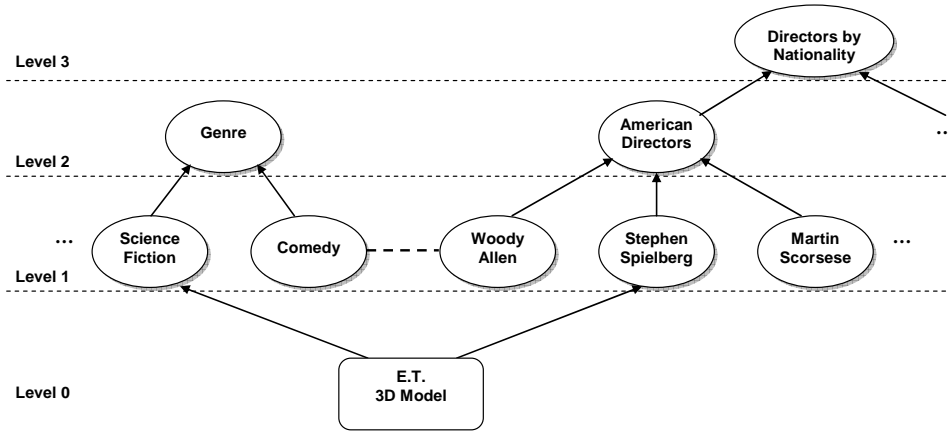 Directors by
Nationality
Level 3
Genre
American
Directors
...
Level 2
...
Science
Fiction
Comedy
Woody
Allen
Stephen
Spielberg
Martin
Scorsese
...
Level 1
E.T.
3D Model
Level 0